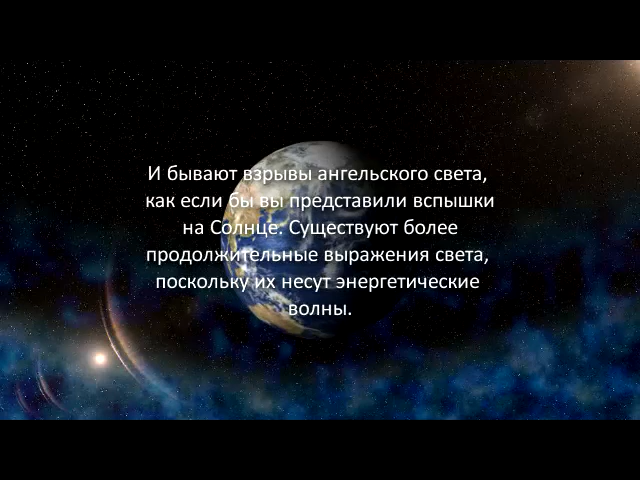 И бывают взрывы ангельского света,
как если бы вы представили вспышки
на Солнце. Существуют более
продолжительные выражения света,
поскольку их несут энергетические
волны.